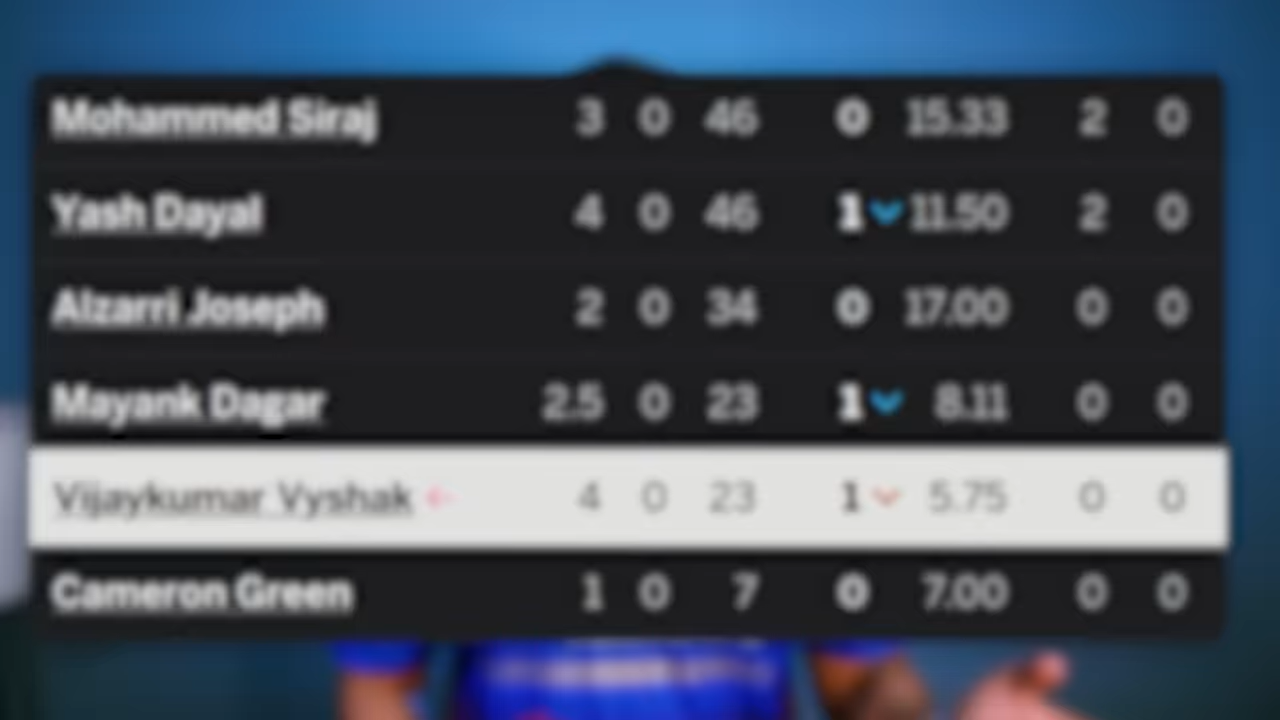 Mohammed Siraj 3 0 46 0 15.33 2 0
Yash Dayal 4 0 46 1 11.50 2 0
Alzarri Joseph 2 0 34 0 17.00 0 0
Mayank Dagar 2.5 0 23 1 8.11 0 0
Vijaykumar Vyshak 4 0 23 1 5.75 0 0
Cameron Green 1 0 7 0 7.00 0 0